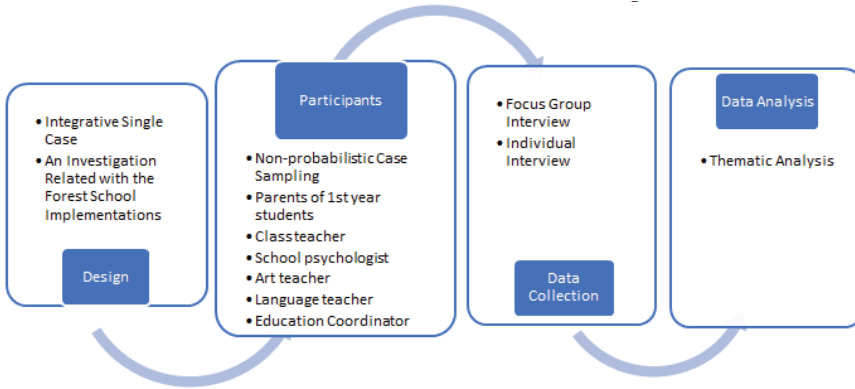 • Integrative Single
Case
• An Investigation
Related with the
Forest School
Implementations
Design
Participants
• Non-probabilistic Case
Sampling
• Parents of 1st year
students
• Class teacher
• School psychologist
• Art teacher
• Language teacher
• Education Coordinator
• Focus Group
Interview
• Individual
Interview
Data
Collection
Data Analysis
• Thematic Analysis